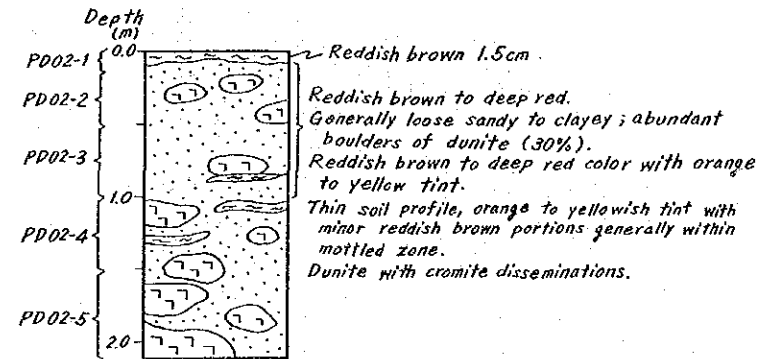 Depth
(m)
0.0
PD02-1
Reddish brown 1.5cm
PD02-2
Reddish brown to deep red.
Generally loose sandy to clayey; abundant
boulders of dunite (30%).
PD02-3
Reddish brown to deep red color with orange
to yellow tint.
1.0
Thin soil profile, orange to yellowish tint with
minor reddish brown portions generally within
mottled zone.
PD02-4
Dunite with cromite disseminations.
PD02-5
2.0